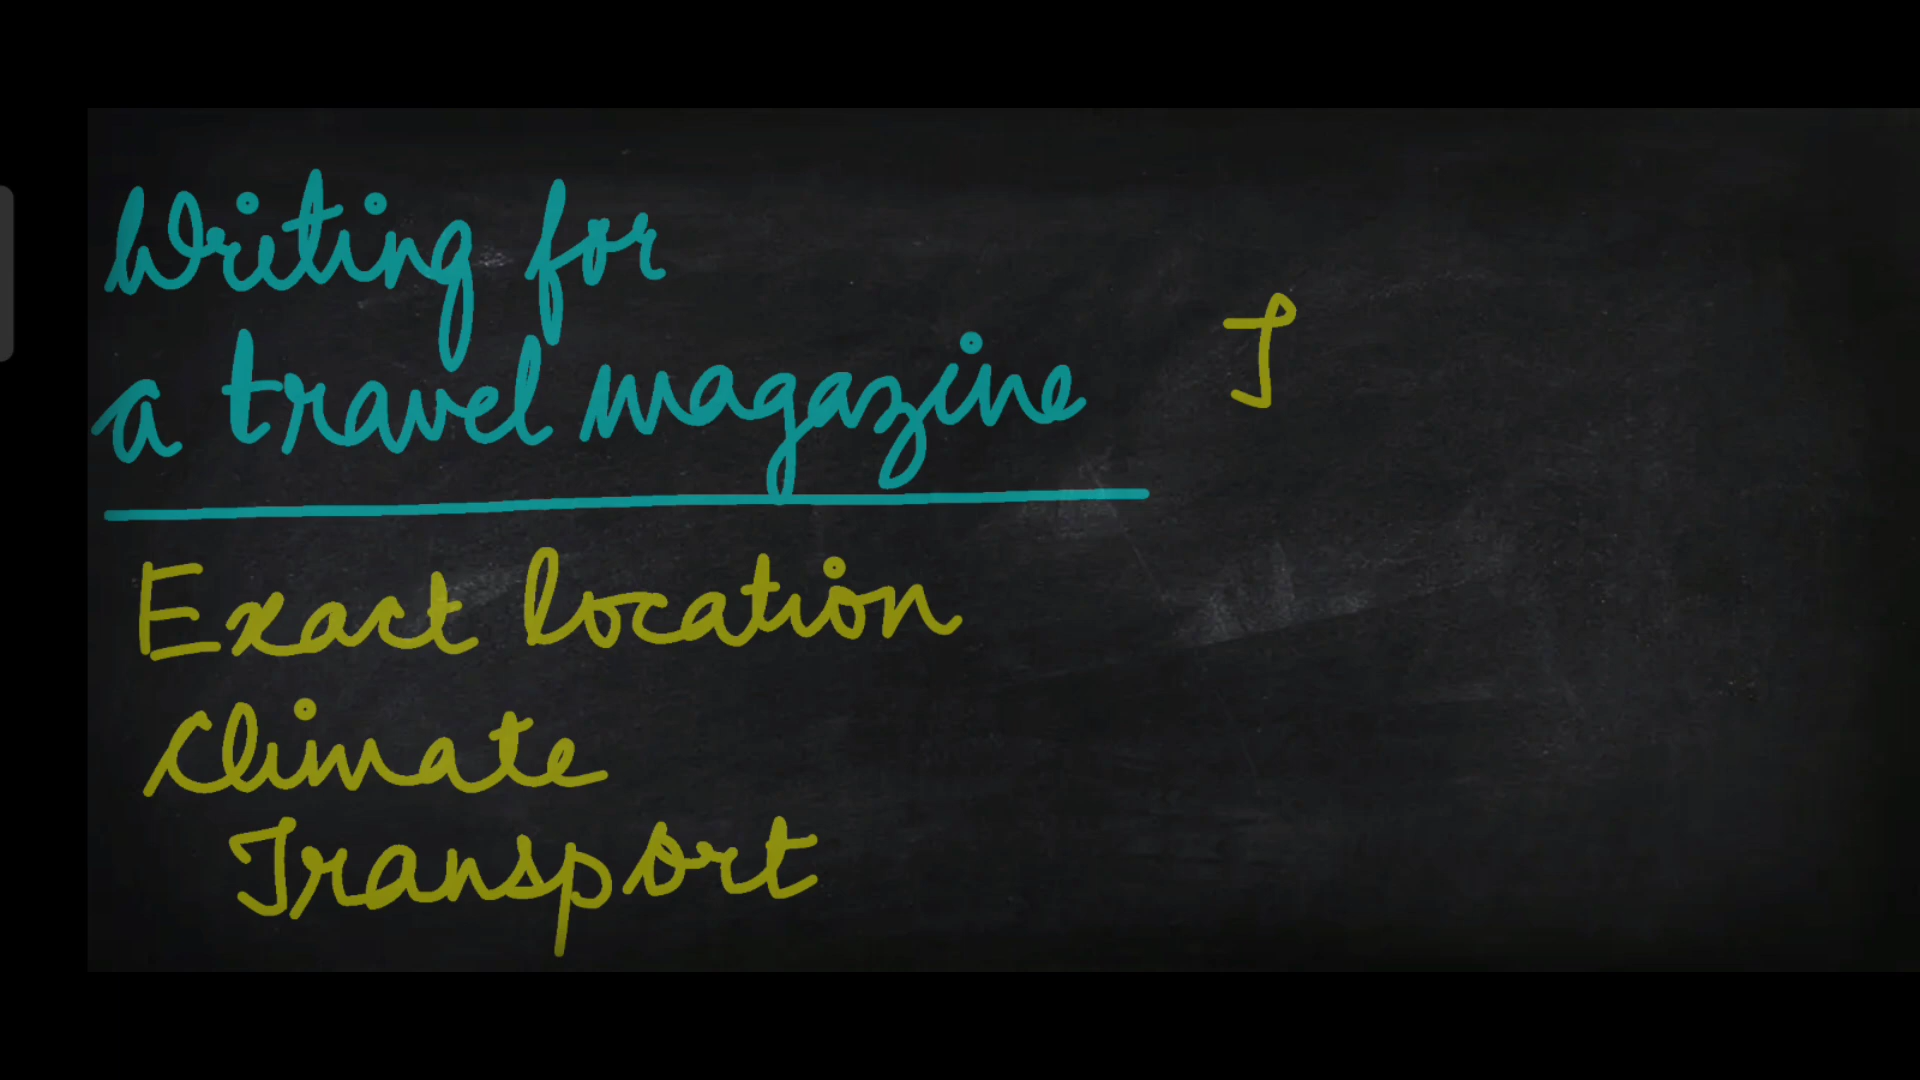 Writing for
a travel magazine
Exact location
Climate
Transport